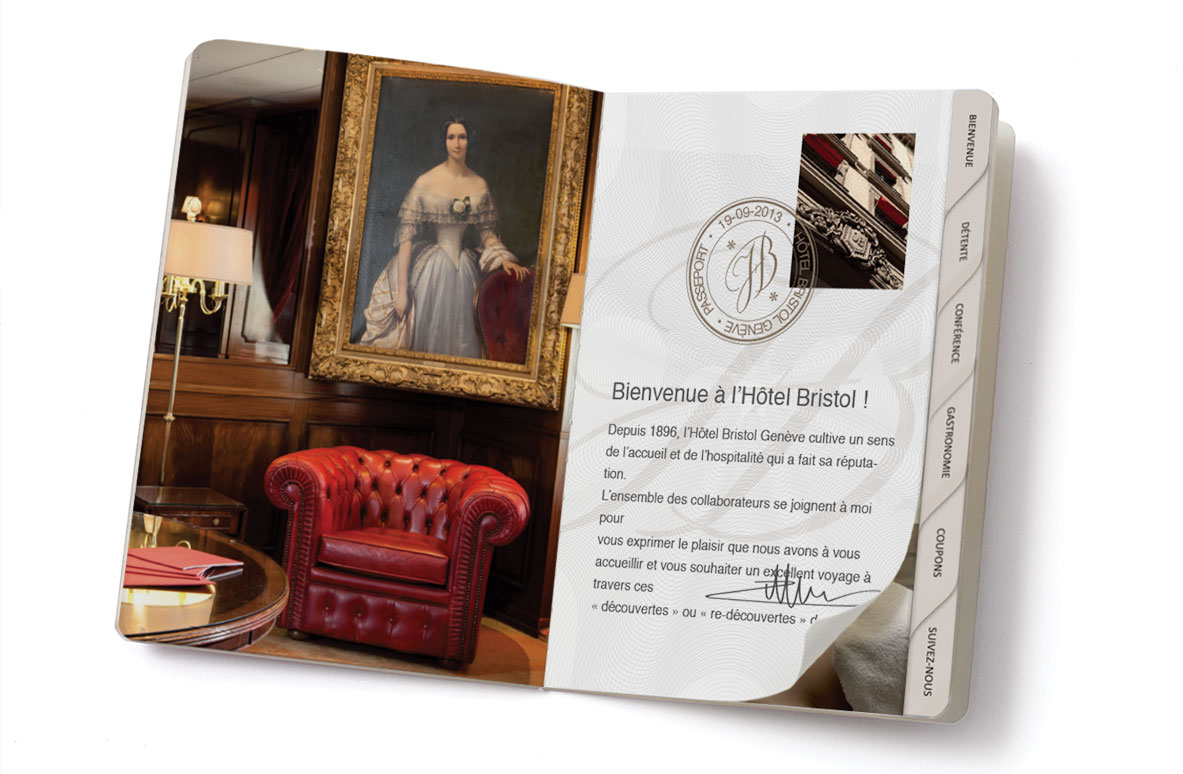 19-09-2013
PASSEPORT • HÔTEL BRISTOL GENÈVE
HB
Bienvenue à l’Hôtel Bristol !
Depuis 1896, l’Hôtel Bristol Genève cultive un sens
de l’accueil et de l’hospitalité qui a fait sa réputa-
tion.
L’ensemble des collaborateurs se joignent à moi
pour
vous exprimer le plaisir que nous avons à vous
accueillir et vous souhaiter un excellent voyage à
travers ces
« découvertes » ou « re-découvertes »
BIENVENUE
DÉTENTE
CONFÉRENCE
GASTRONOMIE
COUPONS
SUIVEZ-NOUS